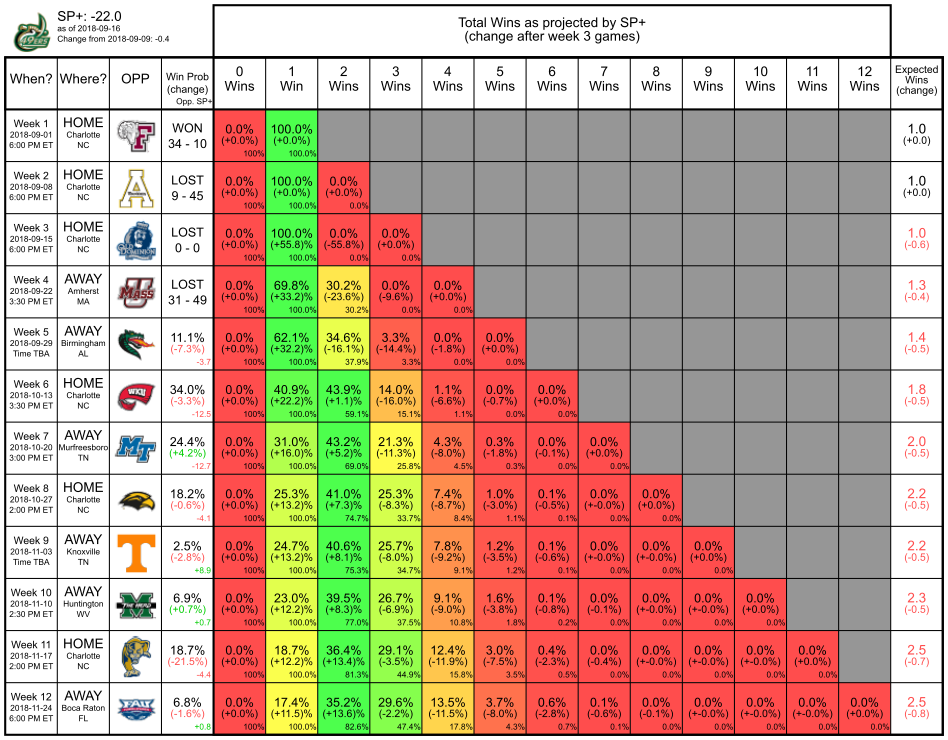 SP+: -22.0
as of 2018-09-16
Change from 2018-09-09: -0.4
Total Wins as projected by SP+
(change after week 3 games)
When? Where? OPP Win Prob (change) Opp. SP+ 0 Wins 1 Win 2 Wins 3 Wins 4 Wins 5 Wins 6 Wins 7 Wins 8 Wins 9 Wins 10 Wins 11 Wins 12 Wins Expected Wins (change)
Week 1 HOME F WON 0.0% 100.0% 1.0
2018-09-01 Charlotte 34 - 10 (+0.0%) (+0.0%) (+0.0)
6:00 PM ET NC 100% 100.0%
Week 2 HOME A LOST 0.0% 100.0% 0.0% 1.0
2018-09-08 Charlotte 9 - 45 (+0.0%) (+0.0%) (+0.0%) (+0.0)
6:00 PM ET NC 100% 100.0% 0.0%
Week 3 HOME LOST 0.0% 100.0% 0.0% 0.0% 1.0
2018-09-15 Charlotte 0 - 0 (+0.0%) (+55.8%) (-55.8%) (+0.0%) (-0.6)
6:00 PM ET NC 100% 100.0% 0.0% 0.0%
Week 4 AWAY MASS LOST 0.0% 69.8% 30.2% 0.0% 0.0% 1.3
2018-09-22 Amherst 31 - 49 (+0.0%) (+33.2%) (-23.6%) (-9.6%) (+0.0%) (-0.4)
3:30 PM ET MA 100% 100.0% 30.2% 0.0% 0.0%
Week 5 AWAY 11.1% 0.0% 62.1% 34.6% 3.3% 0.0% 0.0% 1.4
2018-09-29 Birmingham (-7.3%) (+0.0%) (+32.2%) (-16.1%) (-14.4%) (-1.8%) (+0.0%) (-0.5)
Time TBA AL -3.7 100% 100.0% 37.9% 3.3% 0.0% 0.0%
Week 6 HOME WKU 34.0% 0.0% 40.9% 43.9% 14.0% 1.1% 0.0% 0.0% 1.8
2018-10-13 Charlotte (-3.3%) (+0.0%) (+22.2%) (+1.1%) (-16.0%) (-6.6%) (-0.7%) (+0.0%) (-0.5)
3:30 PM ET NC -12.5 100% 100.0% 59.1% 15.1% 1.1% 0.0% 0.0%
Week 7 AWAY MT 24.4% 0.0% 31.0% 43.2% 21.3% 4.3% 0.3% 0.0% 0.0% 2.0
2018-10-20 Murfreesboro (+4.2%) (+0.0%) (+16.0%) (+5.2%) (-11.3%) (-8.0%) (-1.8%) (-0.1%) (+0.0%) (-0.5)
3:00 PM ET TN -12.7 100% 100.0% 69.0% 25.8% 4.5% 0.3% 0.0% 0.0%
Week 8 HOME 18.2% 0.0% 25.3% 41.0% 25.3% 7.4% 1.0% 0.1% 0.0% 0.0% 2.2
2018-10-27 Charlotte (-0.6%) (+0.0%) (+13.2%) (+7.3%) (-8.3%) (-8.7%) (-3.0%) (-0.5%) (+-0.0%) (+0.0%) (-0.5)
2:00 PM ET NC -4.1 100% 100.0% 74.7% 33.7% 8.4% 1.1% 0.1% 0.0% 0.0%
Week 9 AWAY T 2.5% 0.0% 24.7% 40.6% 25.7% 7.8% 1.2% 0.1% 0.0% 0.0% 0.0% 2.2
2018-11-03 Knoxville (-2.8%) (+0.0%) (+13.2%) (+8.1%) (-8.0%) (-9.2%) (-3.5%) (-0.6%) (+-0.0%) (+-0.0%) (+0.0%) (-0.5)
Time TBA TN +8.9 100% 100.0% 75.3% 34.7% 9.1% 1.2% 0.1% 0.0% 0.0% 0.0%
Week 10 AWAY THE HERD 6.9% 0.0% 23.0% 39.5% 26.7% 9.1% 1.6% 0.1% 0.0% 0.0% 0.0% 0.0% 2.3
2018-11-10 Huntington (+0.7%) (+0.0%) (+12.2%) (+8.3%) (-6.9%) (-9.0%) (-3.8%) (-0.8%) (-0.1%) (+-0.0%) (+-0.0%) (+0.0%) (-0.5)
2:30 PM ET WV +0.7 100% 100.0% 77.0% 37.5% 10.8% 1.8% 0.2% 0.0% 0.0% 0.0% 0.0%
Week 11 HOME 18.7% 0.0% 18.7% 36.4% 29.1% 12.4% 3.0% 0.4% 0.0% 0.0% 0.0% 0.0% 0.0% 2.5
2018-11-17 Charlotte (-21.5%) (+0.0%) (+12.2%) (+13.4%) (-3.5%) (-11.9%) (-7.5%) (-2.3%) (-0.4%) (+-0.0%) (+-0.0%) (+-0.0%) (+0.0%) (-0.7)
2:00 PM ET NC -4.4 100% 100.0% 81.3% 44.9% 15.8% 3.5% 0.5% 0.0% 0.0% 0.0% 0.0% 0.0%
Week 12 AWAY FAU 6.8% 0.0% 17.4% 35.2% 29.6% 13.5% 3.7% 0.6% 0.1% 0.0% 0.0% 0.0% 0.0% 0.0% 2.5
2018-11-24 Boca Raton (-1.6%) (+0.0%) (+11.5%) (+13.6%) (-2.2%) (-11.5%) (-8.0%) (-2.8%) (-0.6%) (-0.1%) (+-0.0%) (+-0.0%) (+-0.0%) (+0.0%) (-0.8)
6:00 PM ET FL +0.8 100% 100.0% 82.6% 47.4% 17.8% 4.3% 0.7% 0.1% 0.0% 0.0% 0.0% 0.0% 0.0%